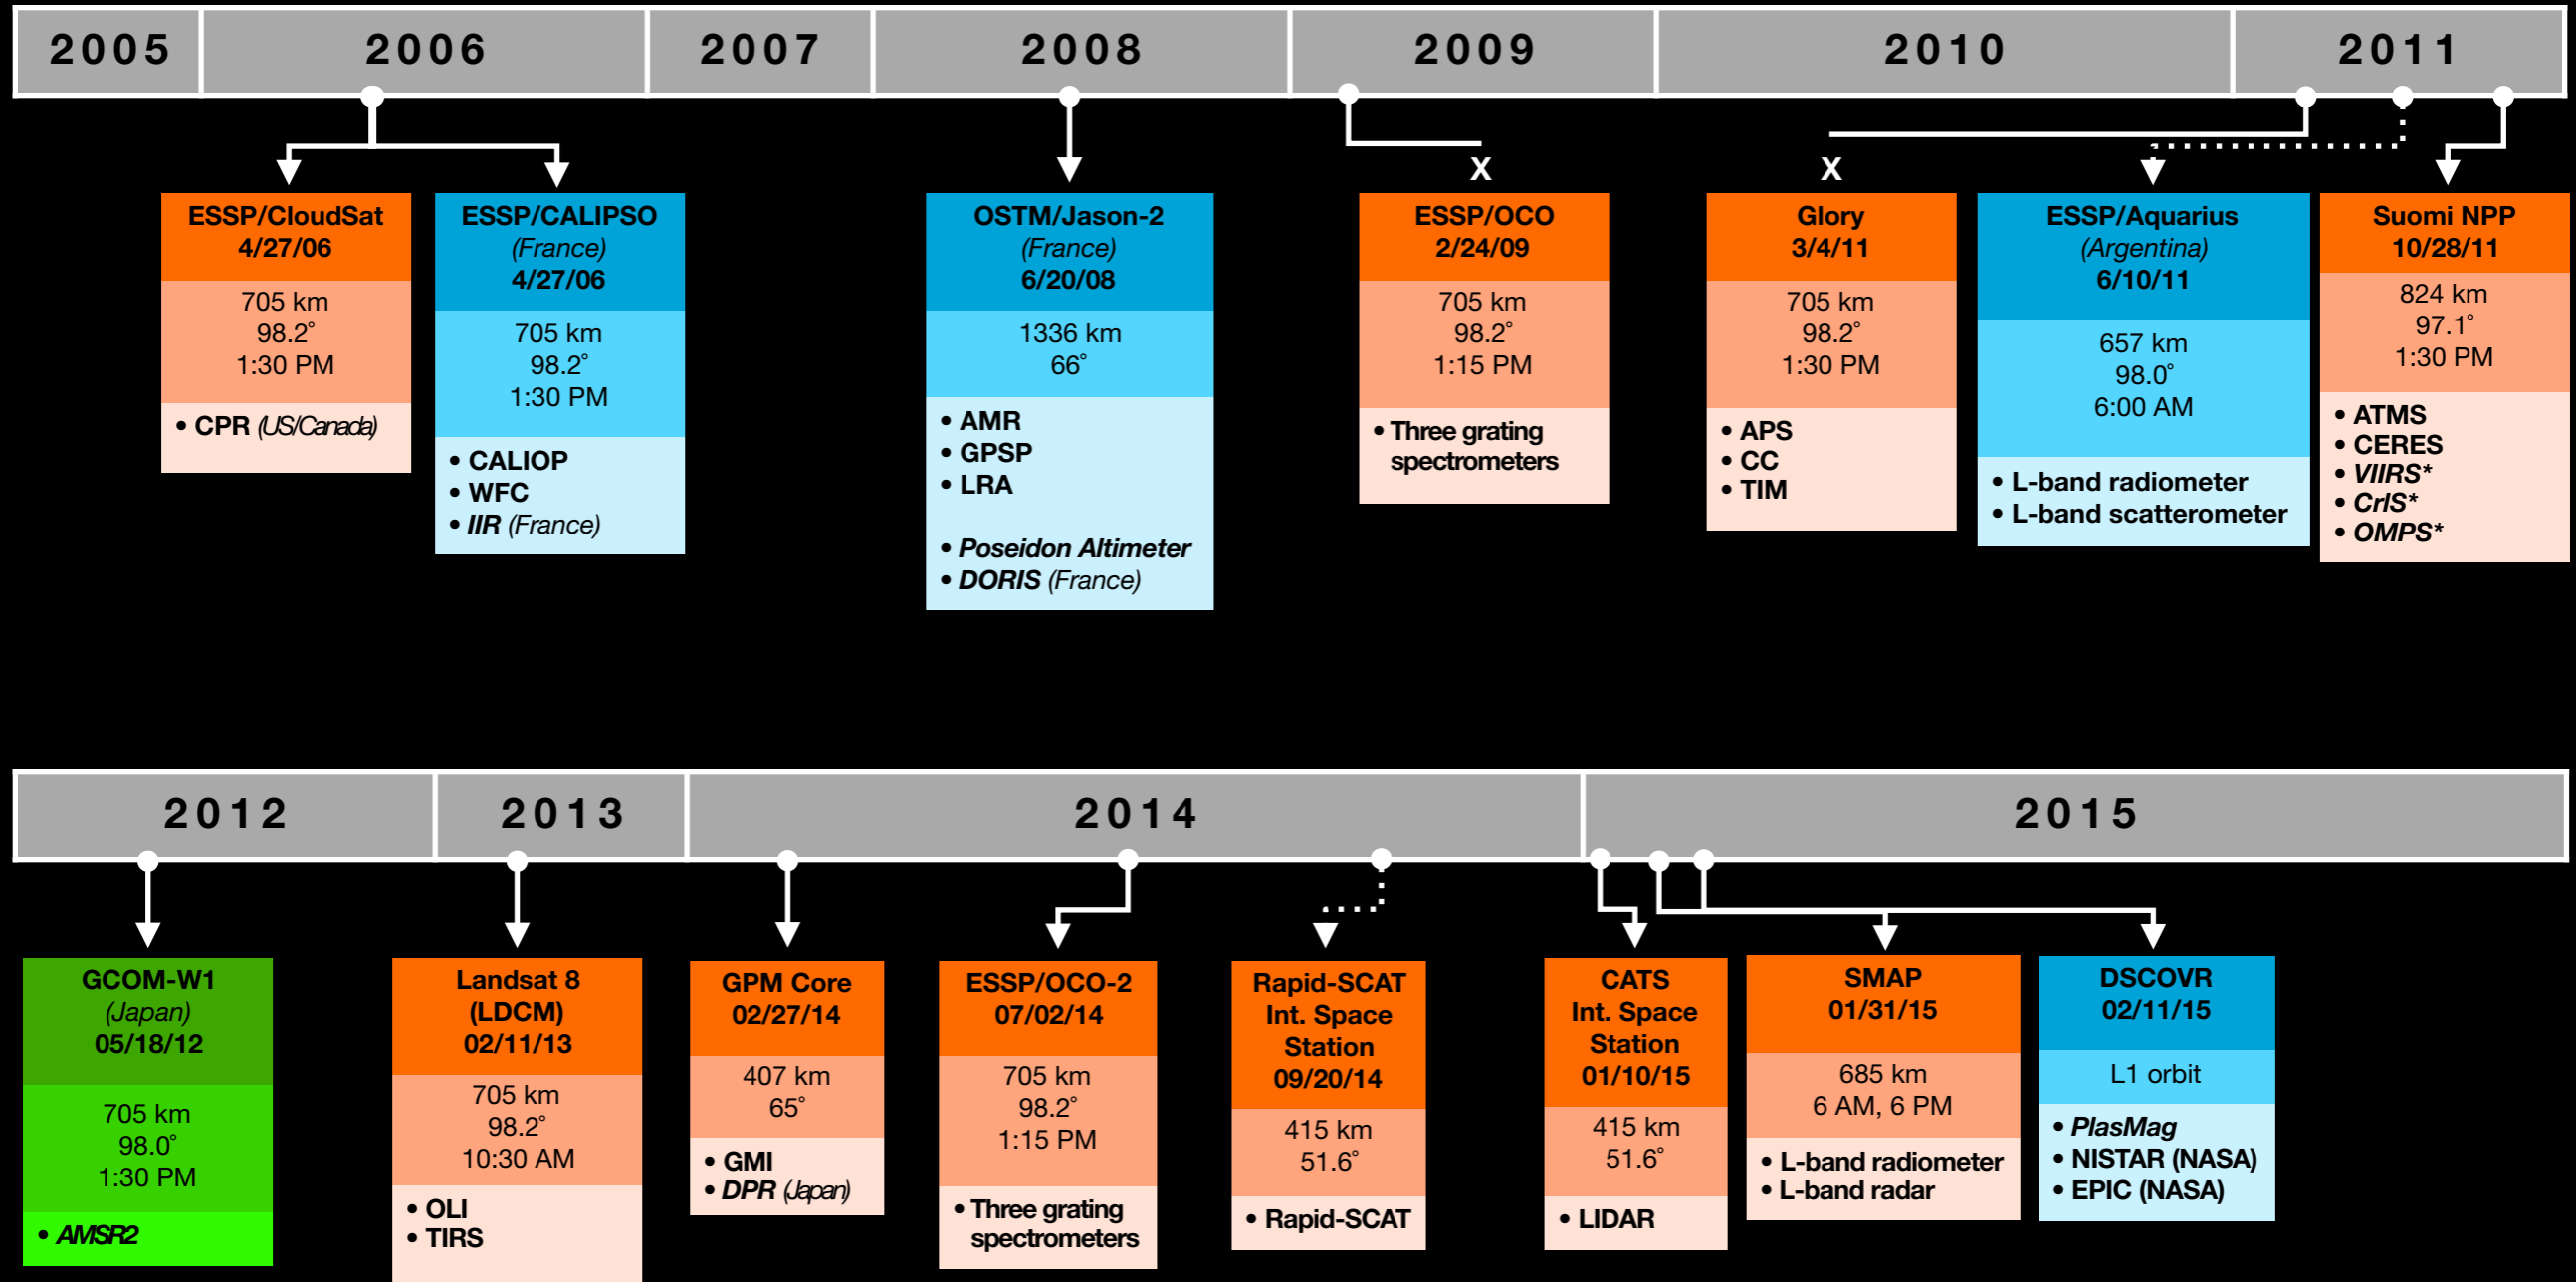 2005 2006 2007 2008 2009 2010 2011
X
X
ESSP/CloudSat
4/27/06
705 km
98.2°
1:30 PM
• CPR (US/Canada)
ESSP/CALIPSO
(France)
4/27/06
705 km
98.2°
1:30 PM
• CALIOP
• WFC
• IIR (France)
OSTM/Jason-2
(France)
6/20/08
1336 km
66°
• AMR
• GPSP
• LRA
• Poseidon Altimeter
• DORIS (France)
ESSP/OCO
2/24/09
705 km
98.2°
1:15 PM
• Three grating
spectrometers
Glory
3/4/11
705 km
98.2°
1:30 PM
• APS
• CC
• TIM
ESSP/Aquarius
(Argentina)
6/10/11
657 km
98.0°
6:00 AM
• L-band radiometer
• L-band scatterometer
Suomi NPP
10/28/11
824 km
97.1°
1:30 PM
• ATMS
• CERES
• VIIRS*
• CrIS*
• OMPS*
2012 2013 2014 2015
GCOM-W1
(Japan)
05/18/12
705 km
98.0°
1:30 PM
• AMSR2
Landsat 8
(LDCM)
02/11/13
705 km
98.2°
10:30 AM
• OLI
• TIRS
GPM Core
02/27/14
407 km
65°
• GMI
• DPR (Japan)
ESSP/OCO-2
07/02/14
705 km
98.2°
1:15 PM
• Three grating
spectrometers
Rapid-SCAT
Int. Space
Station
09/20/14
415 km
51.6°
• Rapid-SCAT
CATS
Int. Space
Station
01/10/15
415 km
51.6°
• LIDAR
SMAP
01/31/15
685 km
6 AM, 6 PM
• L-band radiometer
• L-band radar
DSCOVR
02/11/15
L1 orbit
• PlasMag
• NISTAR (NASA)
• EPIC (NASA)